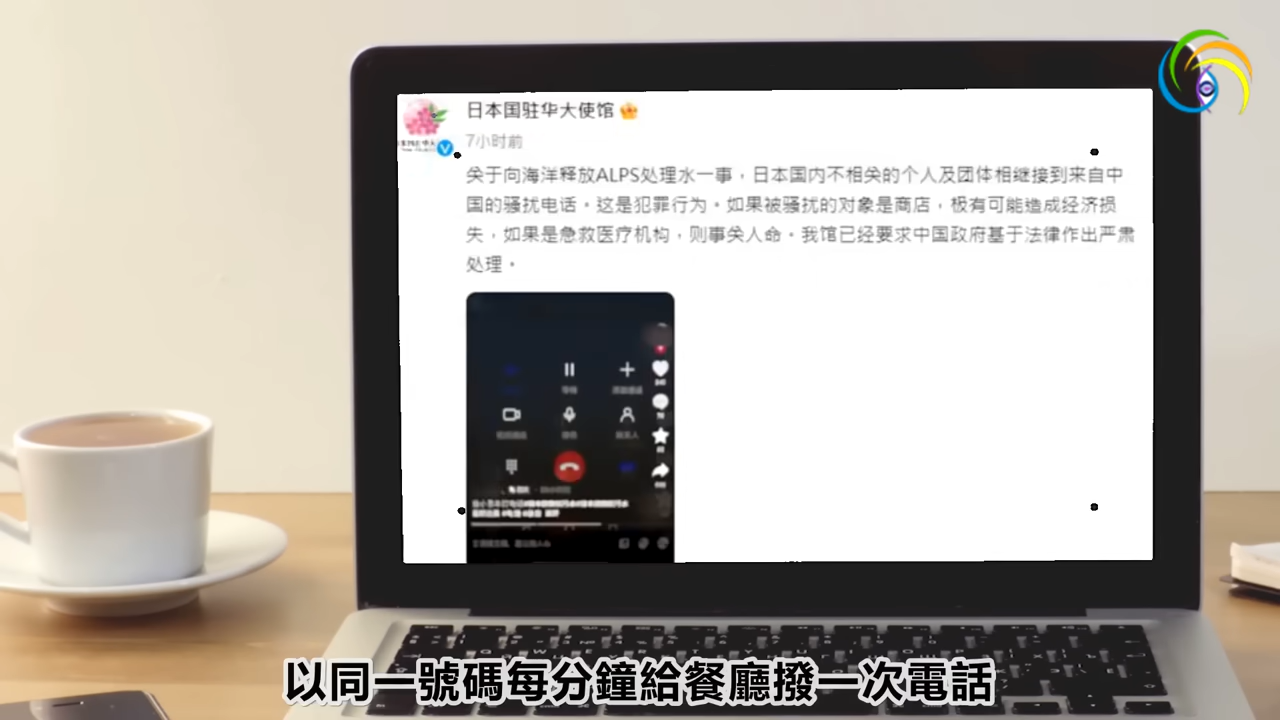 日本国驻华大使馆
7小时前
关于向海洋释放ALPS处理水一事，日本国内不相关的个人及团体相继接到来自中
国的骚扰电话。这是犯罪行为。如果被骚扰的对象是商店，极有可能造成经济损
失，如果是急救医疗机构，则事关人命。我馆已经要求中国政府基于法律作出严肃
处理。
以同一號碼每分鐘給餐廳撥一次電話